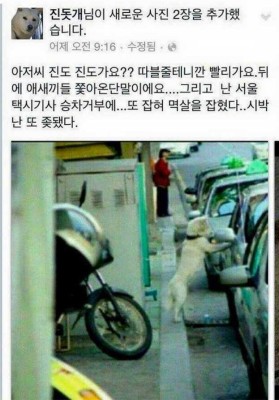 진돗개님이 새로운 사진 2장을 추가했
습니다.
어제 오전 9:16 · 수정됨 ·
아저씨 진도 진도가요?? 따블줄테니깐 빨리가요.뒤
에 애새끼들 쫓아온단말이에요....그리고 난 서울
택시기사 승차거부에...또 잡혀 멱살을 잡혔다..시박
난 또 좆됐다.